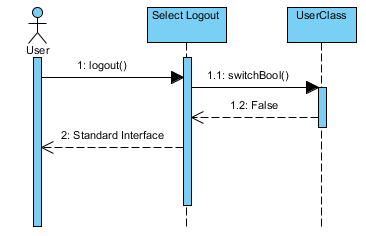 Select Logout
UserClass
User
1: logout()
1.1: switchBool()
1.2: False
2: Standard Interface